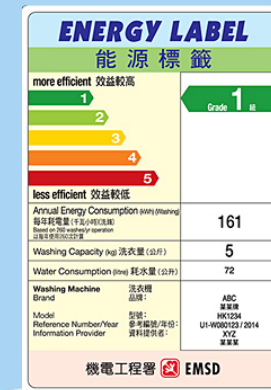 ENERGY LABEL
能源標籤
more efficient 效益較高
1
2
3
4
5
less efficient 效益較低
Grade 1 級
Annual Energy Consumption (kWh) (Washing)
每年耗電量 (千瓦小時)(洗滌)
Based on 260 washes/yr operation
以每年使用260次計算
161
Washing Capacity (kg) 洗衣量 (公斤)
5
Water Consumption (litre) 耗水量 (公升)
72
Washing Machine 洗衣機
Brand 品牌： ABC
某某牌
Model 型號： HK1234
Reference Number/Year 參考編號/年份： U1-W080123 / 2014
Information Provider 資料提供者： XYZ
某某某
機電工程署 EMSD